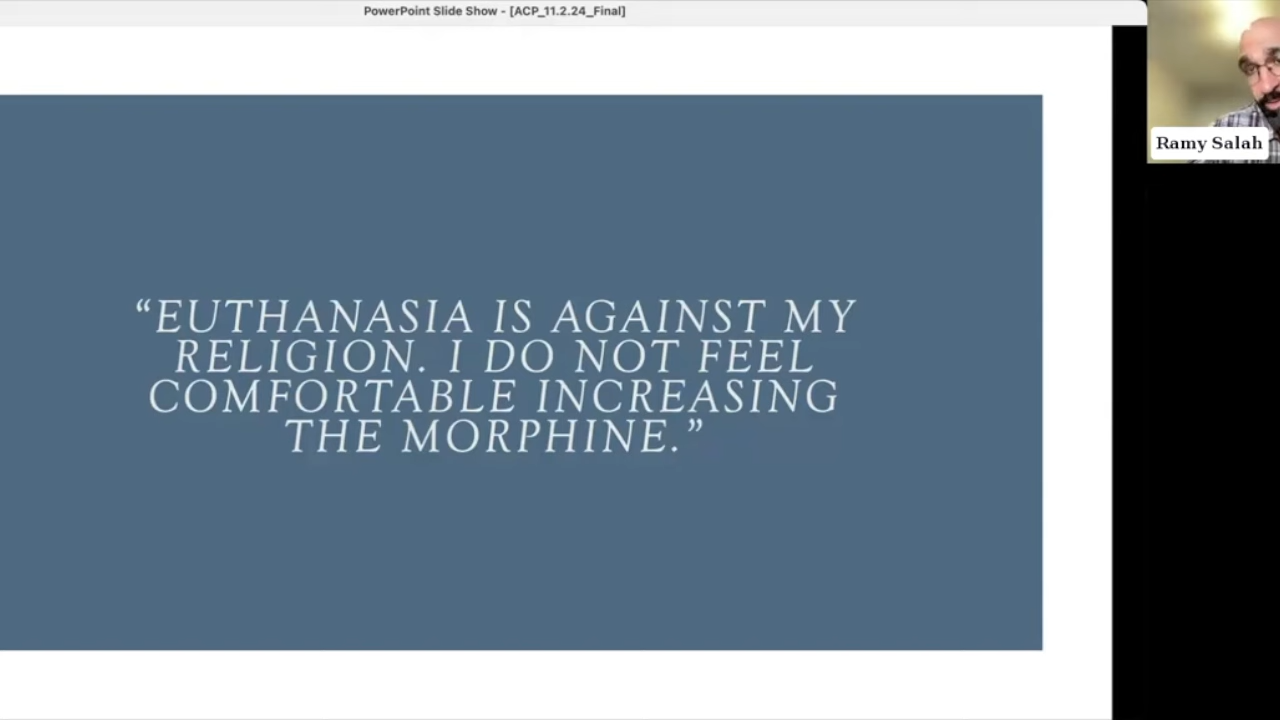 PowerPoint Slide Show - [ACP_11.2.24_Final]
Ramy Salah
“EUTHANASIA IS AGAINST MY
RELIGION. I DO NOT FEEL
COMFORTABLE INCREASING
THE MORPHINE.”